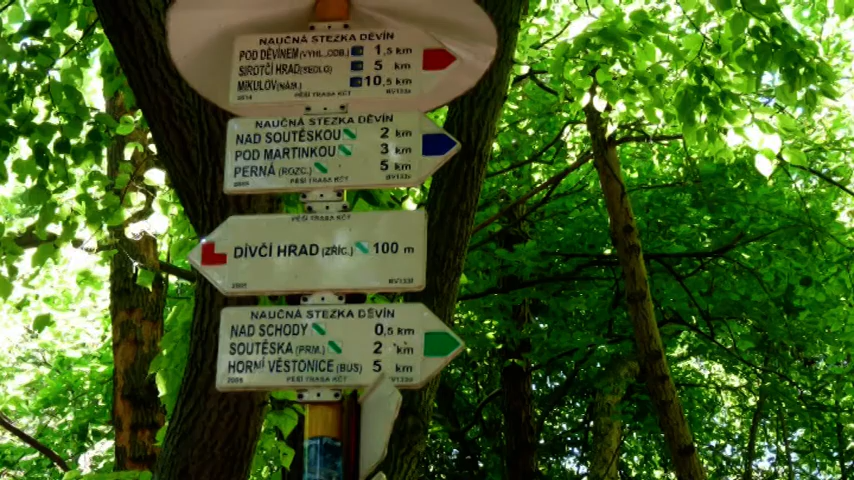 NAUČNÁ STEZKA DĚVÍN
POD DĚVÍNEM (VYHL. ODB.) 1,5 km
SIROTČÍ HRAD (SEDLO) 5 km
MIKULOV (NÁM.) 10,5 km
PĚŠÍ TRASA KČT
NAUČNÁ STEZKA DĚVÍN
NAD SOUTĚSKOU 2 km
POD MARTINKOU 3 km
PERNÁ (ROZC.) 5 km
PĚŠÍ TRASA KČT
PĚŠÍ TRASA KČT
DÍVČÍ HRAD (ZŘÍC.) 100 m
NAUČNÁ STEZKA DĚVÍN
NAD SCHODY 0,5 km
SOUTĚSKA (PRM.) 2 km
HORNÍ VĚSTONICE (BUS) 5 km
PĚŠÍ TRASA KČT